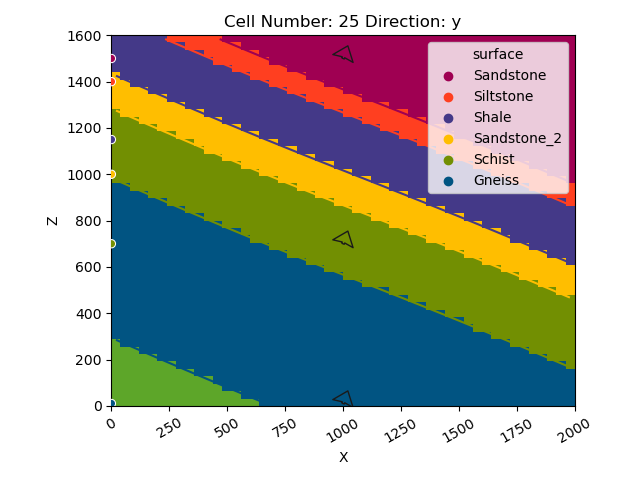 Cell Number: 25 Direction: y
1600
1400
1200
1000
800
600
400
200
0
Z
surface
Sandstone
Siltstone
Shale
Sandstone_2
Schist
Gneiss
0
250
500
750
1000
1250
1500
1750
2000
X